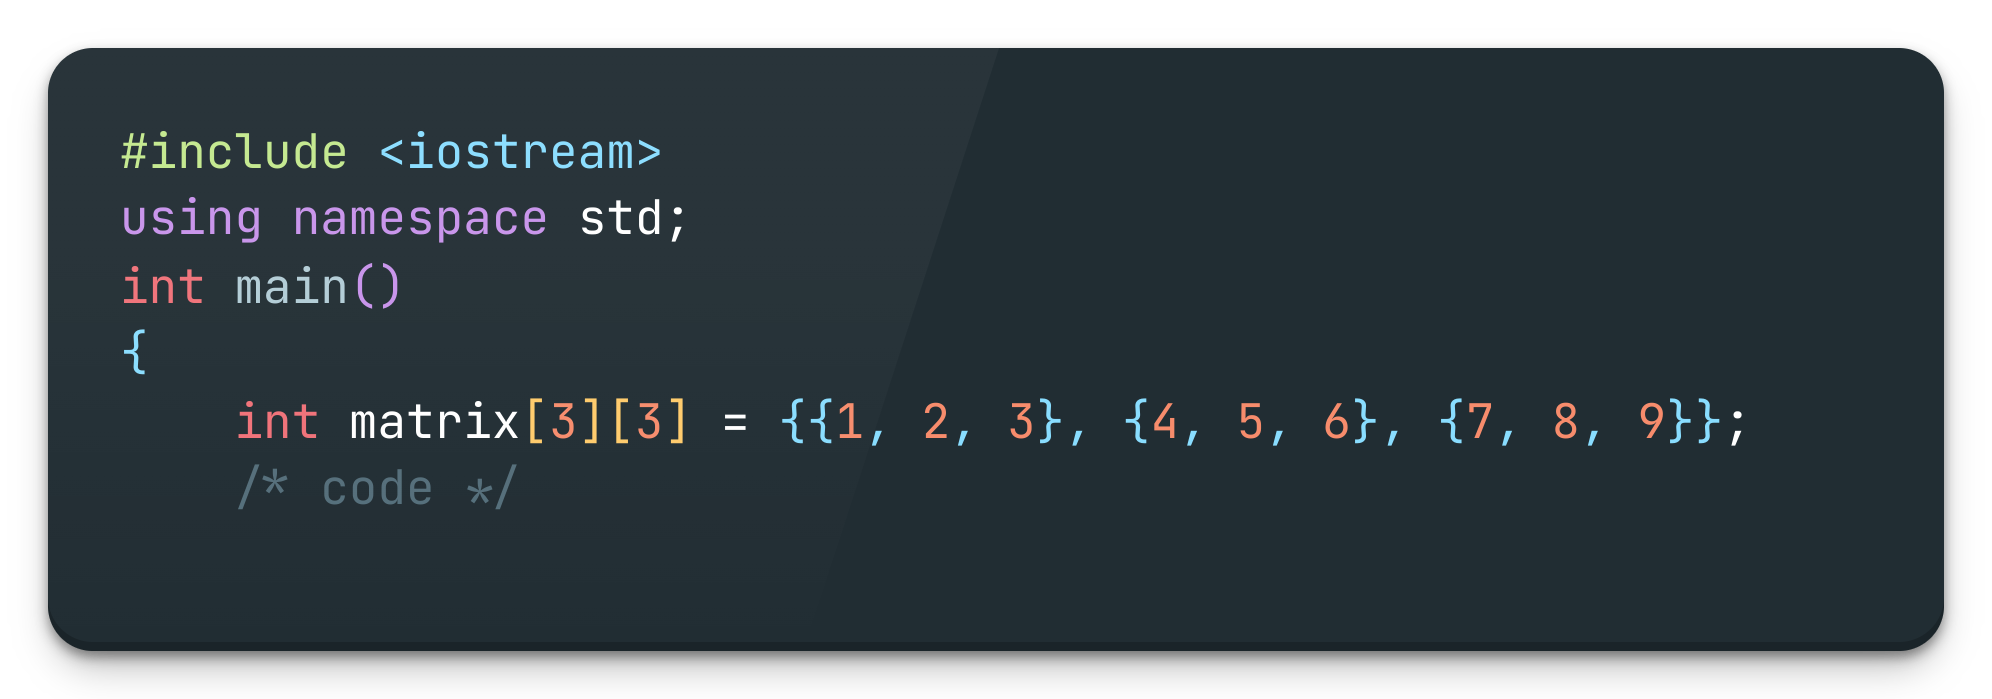 #include <iostream>
using namespace std;
int main()
{
    int matrix[3][3] = {{1, 2, 3}, {4, 5, 6}, {7, 8, 9}};
    /* code */